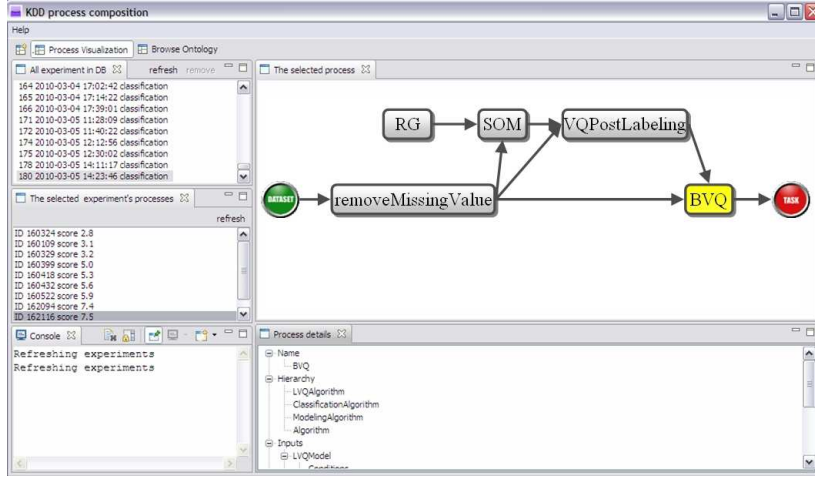 KDD process composition
Help
Process Visualization
Browse Ontology
All experiment in DB
refresh
remove
164 2010-03-04 17:02:42 classification
165 2010-03-04 17:14:22 classification
166 2010-03-04 17:39:01 classification
171 2010-03-05 11:28:09 classification
172 2010-03-05 11:40:22 classification
174 2010-03-05 12:12:56 classification
175 2010-03-05 12:30:02 classification
178 2010-03-05 14:11:17 classification
180 2010-03-05 14:23:46 classification
The selected process
RG
SOM
VQPostLabeling
DATASET
removeMissingValue
BVQ
TASK
The selected experiment's processes
refresh
ID 160324 score 2.8
ID 160109 score 3.1
ID 160329 score 3.2
ID 160399 score 5.0
ID 160418 score 5.3
ID 160432 score 5.6
ID 160522 score 5.9
ID 162094 score 7.4
ID 162116 score 7.5
Console
Refreshing experiments
Refreshing experiments
Process details
Name
BVQ
Hierarchy
LVQAlgorithm
ClassificationAlgorithm
ModelingAlgorithm
Algorithm
Inputs
LVQModel
Conditions